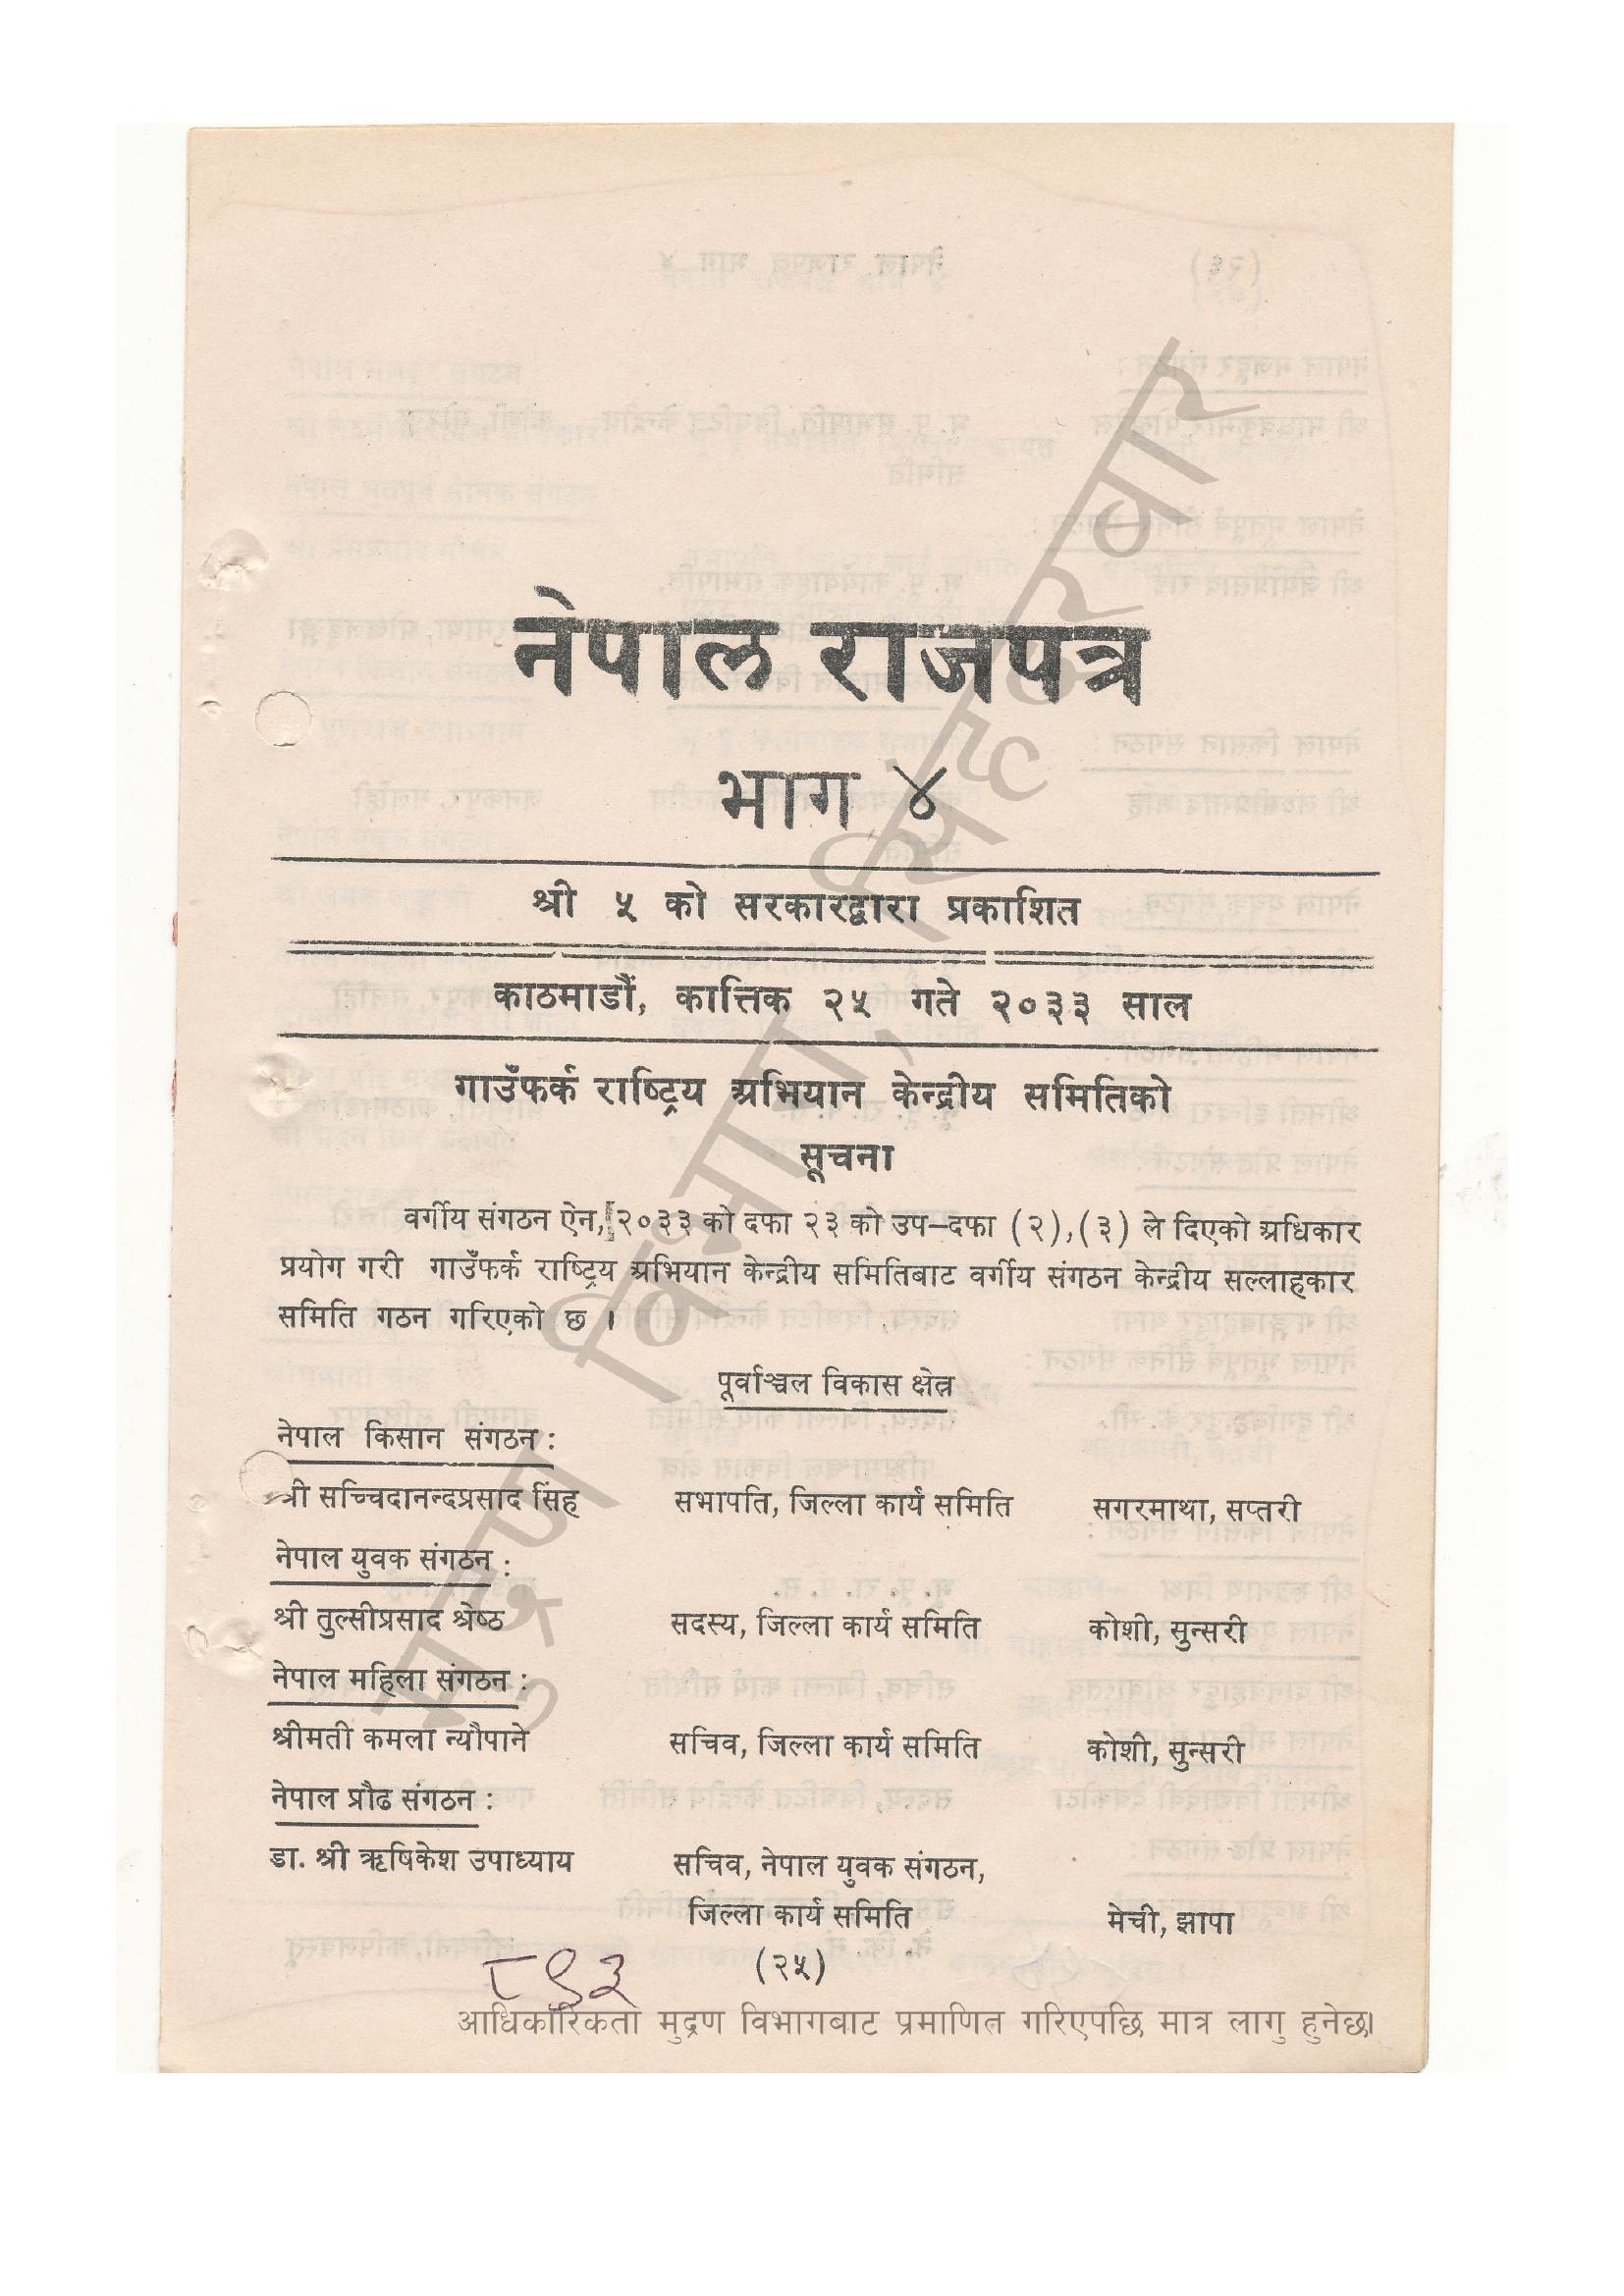 नेपाल राजपत्र
भाग ४
श्री ५ को सरकारद्वारा प्रकाशित
काठमाडौं, कात्तिक २५ गते २०३३ साल
गाउँफर्क राष्ट्रिय अभियान केन्द्रीय समितिको
सूचना
वर्गीय संगठन ऐन, २०३३ को दफा २३ को उप–दफा (२),(३) ले दिएको अधिकार
प्रयोग गरी गाउँफर्क राष्ट्रिय अभियान केन्द्रीय समितिबाट वर्गीय संगठन केन्द्रीय सल्लाहकार
समिति गठन गरिएको छ ।
पूर्वाञ्चल विकास क्षेत्र
नेपाल किसान संगठन :
श्री सच्चिदानन्दप्रसाद सिंह सभापति, जिल्ला कार्य समिति सगरमाथा, सप्तरी
नेपाल युवक संगठन :
श्री तुल्सीप्रसाद श्रेष्ठ सदस्य, जिल्ला कार्य समिति कोशी, सुन्सरी
नेपाल महिला संगठन :
श्रीमती कमला न्यौपाने सचिव, जिल्ला कार्य समिति कोशी, सुन्सरी
नेपाल प्रौढ संगठन :
डा. श्री ऋषिकेश उपाध्याय सचिव, नेपाल युवक संगठन,
जिल्ला कार्य समिति मेची, झापा
(२५)
८९३
आधिकारिकता मुद्रण विभागबाट प्रमाणित गरिएपछि मात्र लागु हुनेछ।
मुद्रण विभाग, सिंहदरवार